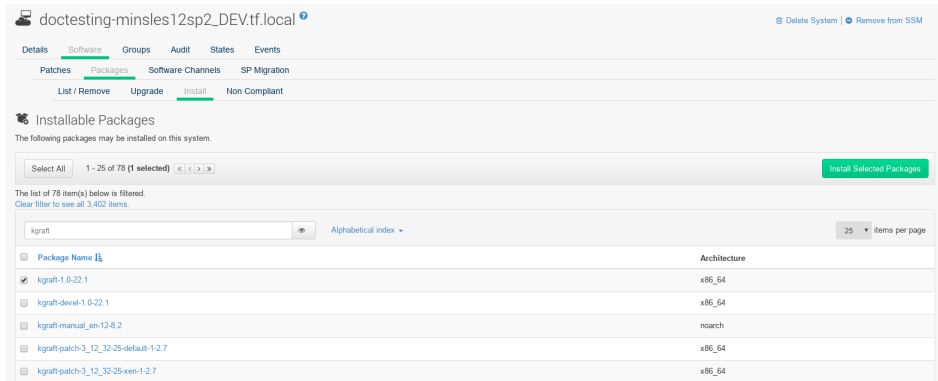 doctesting-minsles12sp2_DEV.tf.local ?
Delete System | Remove from SSM
Details Software Groups Audit States Events
Patches Packages Software Channels SP Migration
List / Remove Upgrade Install Non Compliant
Installable Packages
The following packages may be installed on this system.
Select All 1 - 25 of 78 (1 selected) Install Selected Packages
The list of 78 item(s) below is filtered.
Clear filter to see all 3,402 items.
kgraft Alphabetical index 25 items per page
Package Name Architecture
kgraft-1.0-22.1 x86_64
kgraft-devel-1.0-22.1 x86_64
kgraft-manual_en-12-8.2 noarch
kgraft-patch-3_12_32-25-default-1-2.7 x86_64
kgraft-patch-3_12_32-25-xen-1-2.7 x86_64